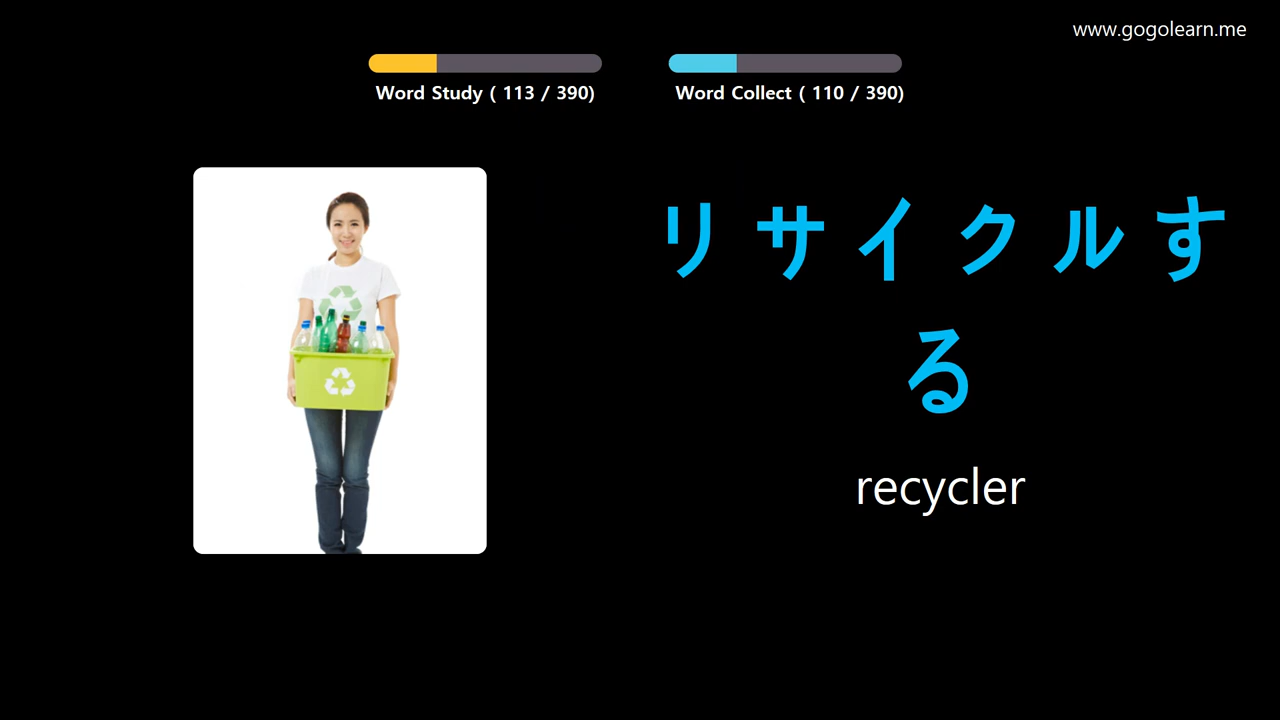 www.gogolearn.me
Word Study ( 113 / 390)
Word Collect ( 110 / 390)
リサイクルす
る
recycler